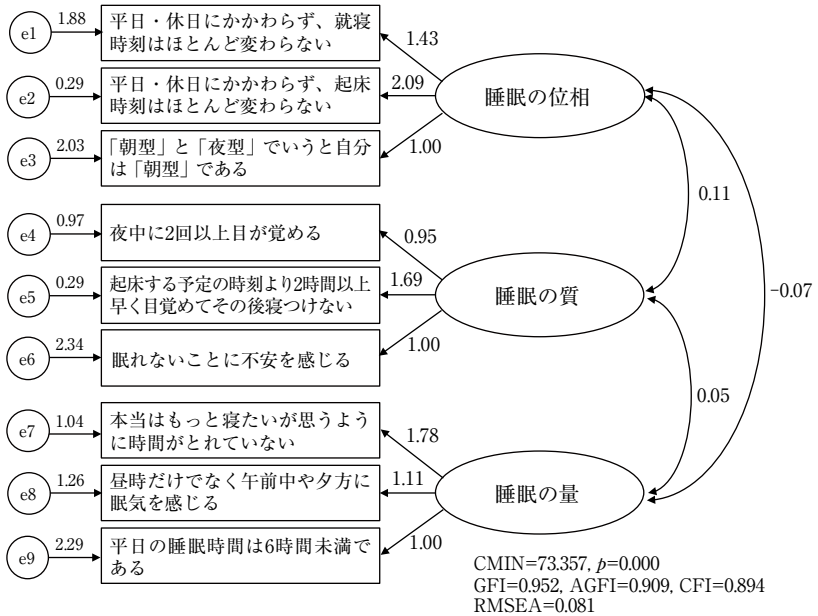 e1
1.88
平日・休日にかかわらず、就寝
時刻はほとんど変わらない
1.43
e2
0.29
平日・休日にかかわらず、起床
時刻はほとんど変わらない
2.09
睡眠の位相
e3
2.03
「朝型」と「夜型」でいうと自分
は「朝型」である
1.00
0.11
e4
0.97
夜中に2回以上目が覚める
0.95
e5
0.29
起床する予定の時刻より2時間以上
早く目覚めてその後寝つけない
1.69
睡眠の質
-0.07
e6
2.34
眠れないことに不安を感じる
1.00
0.05
e7
1.04
本当はもっと寝たいが思うよう
に時間がとれていない
1.78
e8
1.26
昼時だけでなく午前中や夕方に
眠気を感じる
1.11
睡眠の量
e9
2.29
平日の睡眠時間は6時間未満で
ある
1.00
CMIN=73.357, p=0.000
GFI=0.952, AGFI=0.909, CFI=0.894
RMSEA=0.081